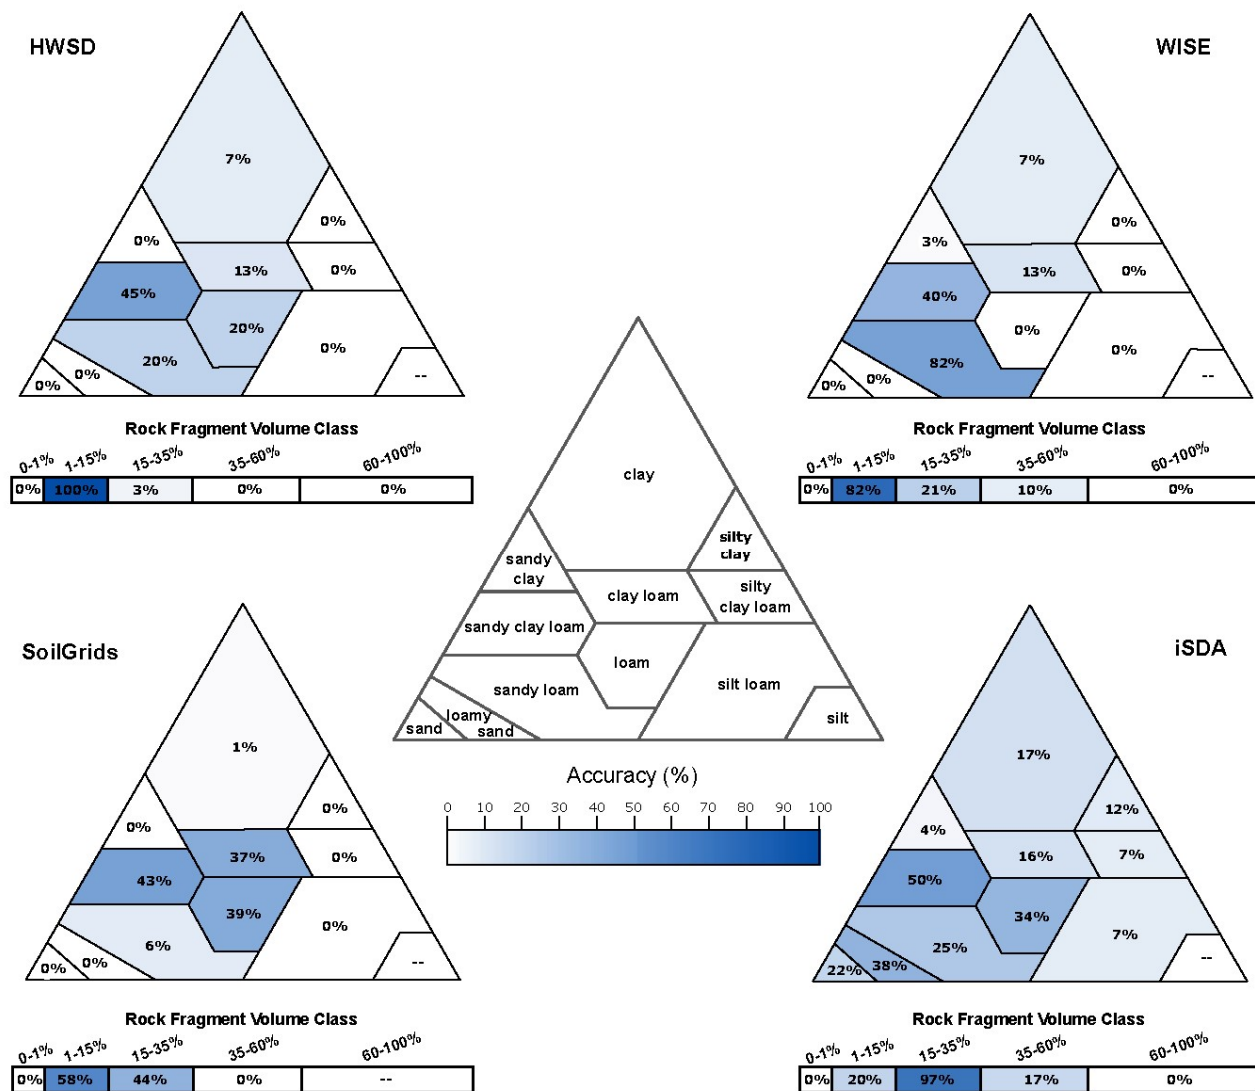 HWSD
7%
0%
0%
13%
0%
45%
20%
0%
20%
0%
0%
--
Rock Fragment Volume Class
0-1% 1-15% 15-35% 35-60% 60-100%
0% 100% 3% 0% 0%
WISE
7%
0%
3%
13%
0%
40%
0%
0%
82%
0%
0%
--
Rock Fragment Volume Class
0-1% 1-15% 15-35% 35-60% 60-100%
0% 82% 21% 10% 0%
clay
silty
clay
sandy
clay
clay loam
silty
clay loam
sandy clay loam
loam
sandy loam
silt loam
loamy
sand
sand
silt
Accuracy (%)
0 10 20 30 40 50 60 70 80 90 100
SoilGrids
1%
0%
0%
37%
0%
43%
39%
0%
6%
0%
0%
--
Rock Fragment Volume Class
0-1% 1-15% 15-35% 35-60% 60-100%
0% 58% 44% 0% --
iSDA
17%
12%
4%
16%
7%
50%
34%
7%
25%
38%
22%
--
Rock Fragment Volume Class
0-1% 1-15% 15-35% 35-60% 60-100%
0% 20% 97% 17% 0%